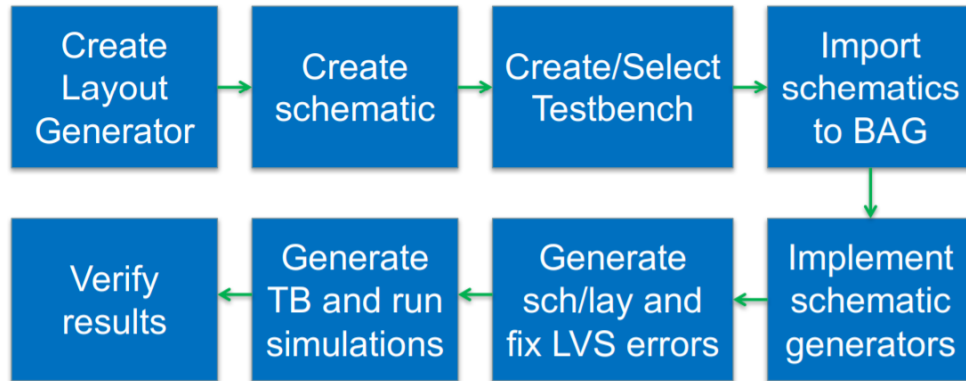 Create
Layout
Generator
Create
schematic
Create/Select
Testbench
Import
schematics
to BAG
Implement
schematic
generators
Generate
sch/lay and
fix LVS errors
Generate
TB and run
simulations
Verify
results